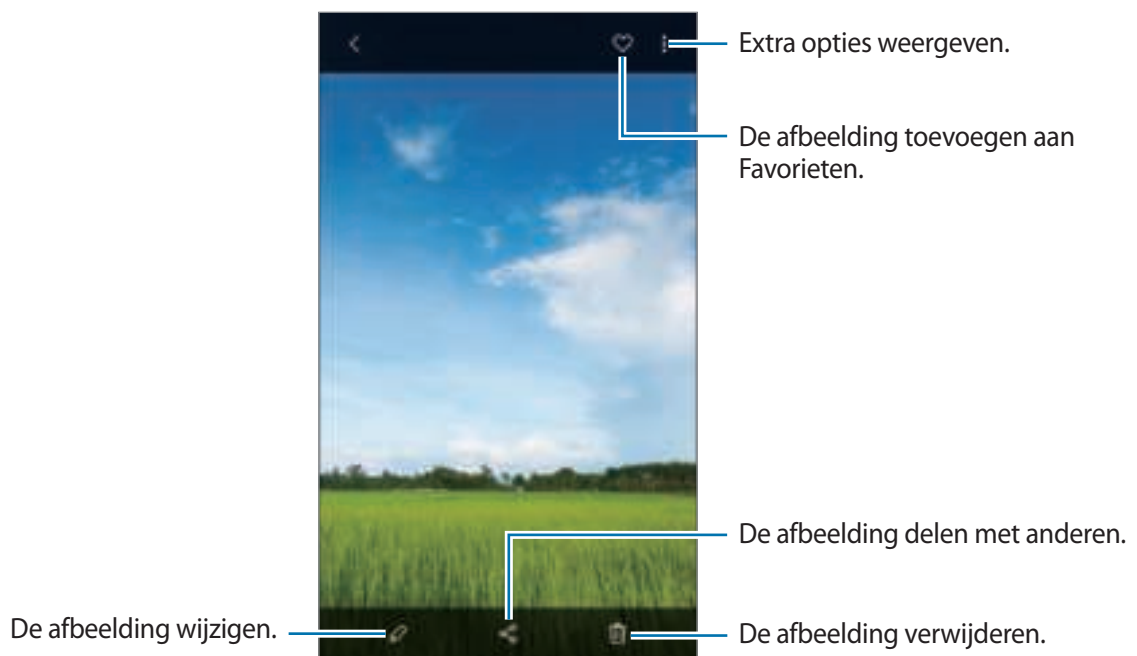 Extra opties weergeven.
De afbeelding toevoegen aan
Favorieten.
De afbeelding delen met anderen.
De afbeelding wijzigen.
De afbeelding verwijderen.